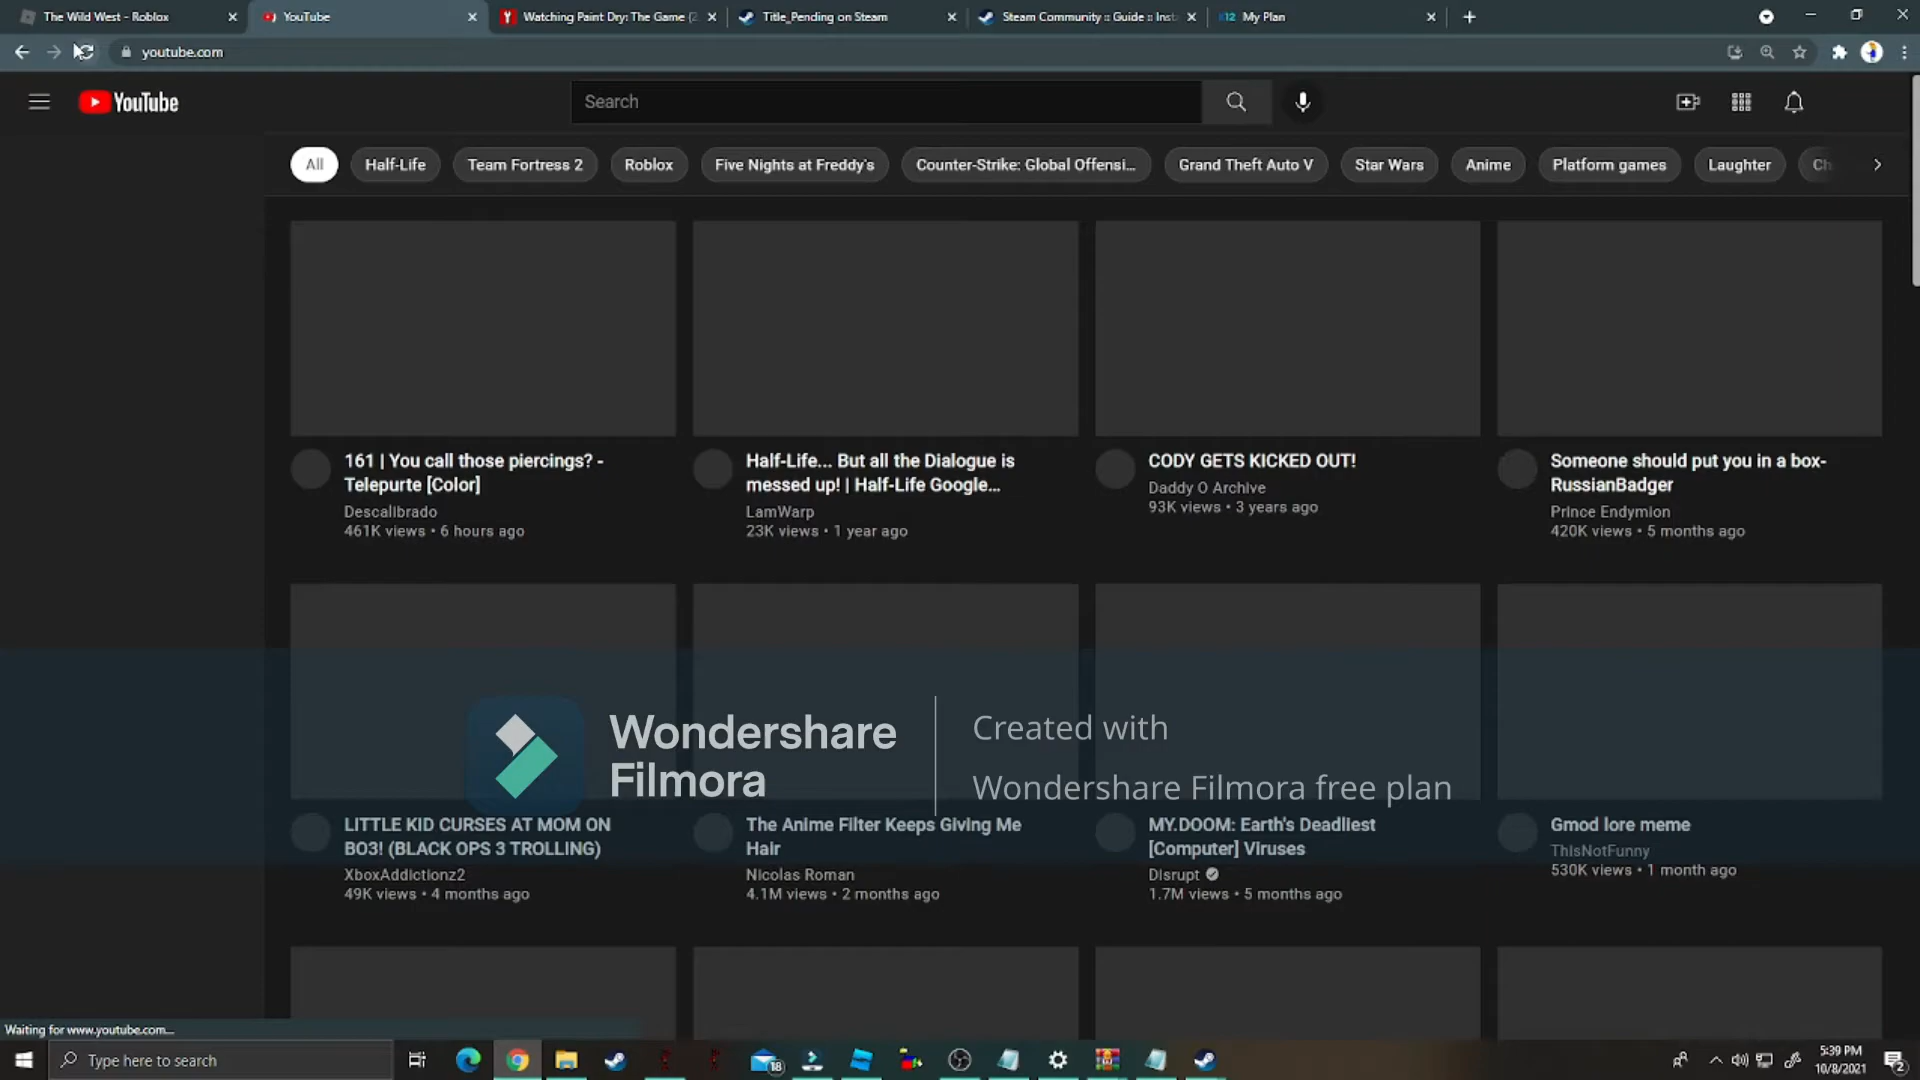 The Wild West - Roblox
YouTube
Watching Paint Dry: The Game (2
Title_Pending on Steam
Steam Community :: Guide :: Inst
K12 My Plan
youtube.com
YouTube
Search
All
Half-Life
Team Fortress 2
Roblox
Five Nights at Freddy's
Counter-Strike: Global Offensi...
Grand Theft Auto V
Star Wars
Anime
Platform games
Laughter
Ch
161 | You call those piercings? -
Telepurte [Color]
Descalibrado
461K views • 6 hours ago
Half-Life... But all the Dialogue is
messed up! | Half-Life Google...
LamWarp
23K views • 1 year ago
CODY GETS KICKED OUT!
Daddy O Archive
93K views • 3 years ago
Someone should put you in a box-
RussianBadger
Prince Endymion
420K views • 5 months ago
Wondershare
Filmora
Created with
Wondershare Filmora free plan
LITTLE KID CURSES AT MOM ON
BO3! (BLACK OPS 3 TROLLING)
XboxAddictionz2
49K views • 4 months ago
The Anime Filter Keeps Giving Me
Hair
Nicolas Roman
4.1M views • 2 months ago
MY.DOOM: Earth's Deadliest
[Computer] Viruses
Disrupt
1.7M views • 5 months ago
Gmod lore meme
ThisNotFunny
530K views • 1 month ago
Waiting for www.youtube.com...
Type here to search
18
5:39 PM
10/8/2021
2